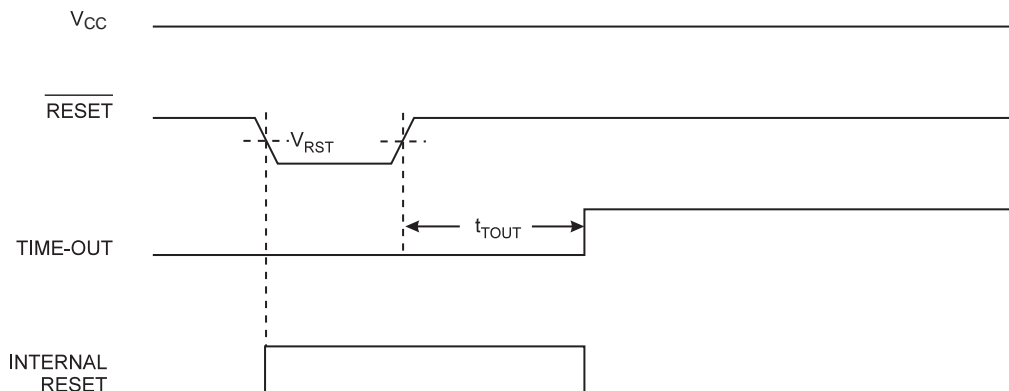 VCC
RESET
VRST
tTOUT
TIME-OUT
INTERNAL
RESET